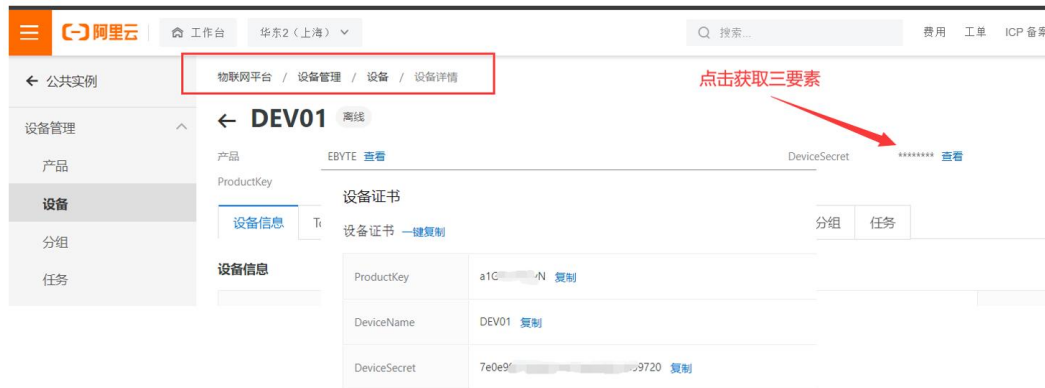 阿里云 工作台 华东2（上海） 搜索... 费用 工单 ICP 备案
公共实例
物联网平台 / 设备管理 / 设备 / 设备详情
点击获取三要素
DEV01 离线
设备管理
产品 EBYTE 查看 DeviceSecret ******** 查看
产品
ProductKey
设备证书
设备
设备信息 分组 任务
设备证书 一键复制
分组
设备信息
ProductKey 复制
任务
DeviceName DEV01 复制
DeviceSecret 复制